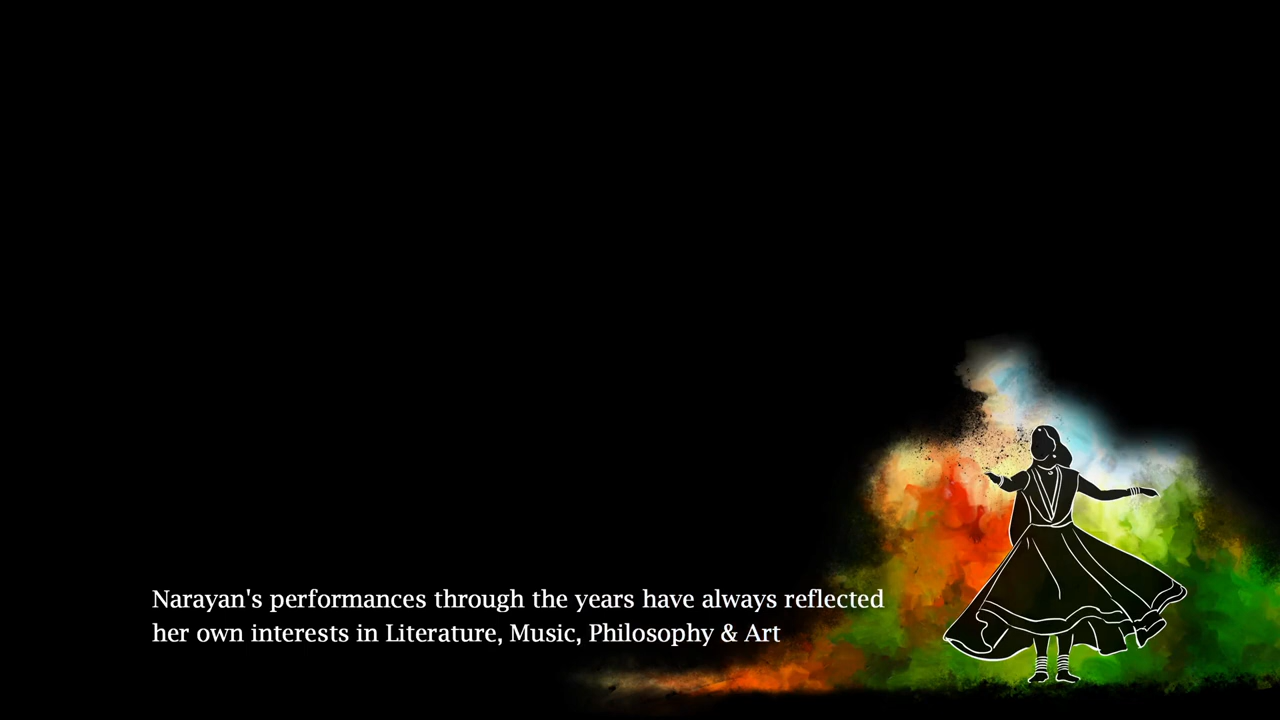 Narayan's performances through the years have always reflected
her own interests in Literature, Music, Philosophy & Art